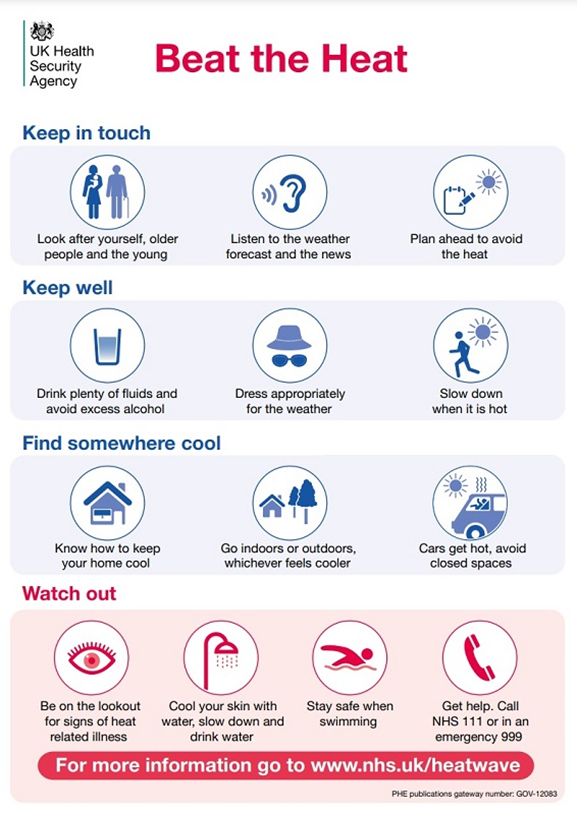 UK Health
Security
Agency
Beat the Heat
Keep in touch
Look after yourself, older
people and the young
Listen to the weather
forecast and the news
Plan ahead to avoid
the heat
Keep well
Drink plenty of fluids and
avoid excess alcohol
Dress appropriately
for the weather
Slow down
when it is hot
Find somewhere cool
Know how to keep
your home cool
Go indoors or outdoors,
whichever feels cooler
Cars get hot, avoid
closed spaces
Watch out
Be on the lookout
for signs of heat
related illness
Cool your skin with
water, slow down and
drink water
Stay safe when
swimming
Get help. Call
NHS 111 or in an
emergency 999
For more information go to www.nhs.uk/heatwave
PHE publications gateway number: GOV-12083